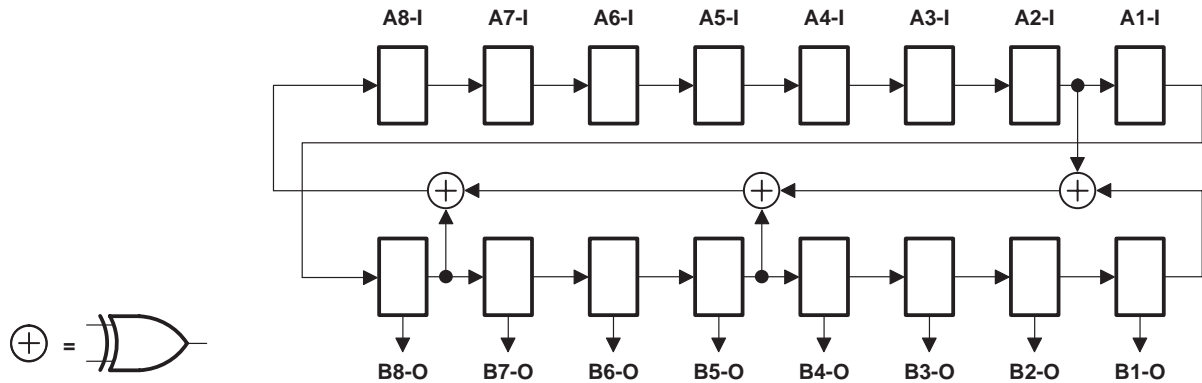 A8-I A7-I A6-I A5-I A4-I A3-I A2-I A1-I
=
B8-O B7-O B6-O B5-O B4-O B3-O B2-O B1-O